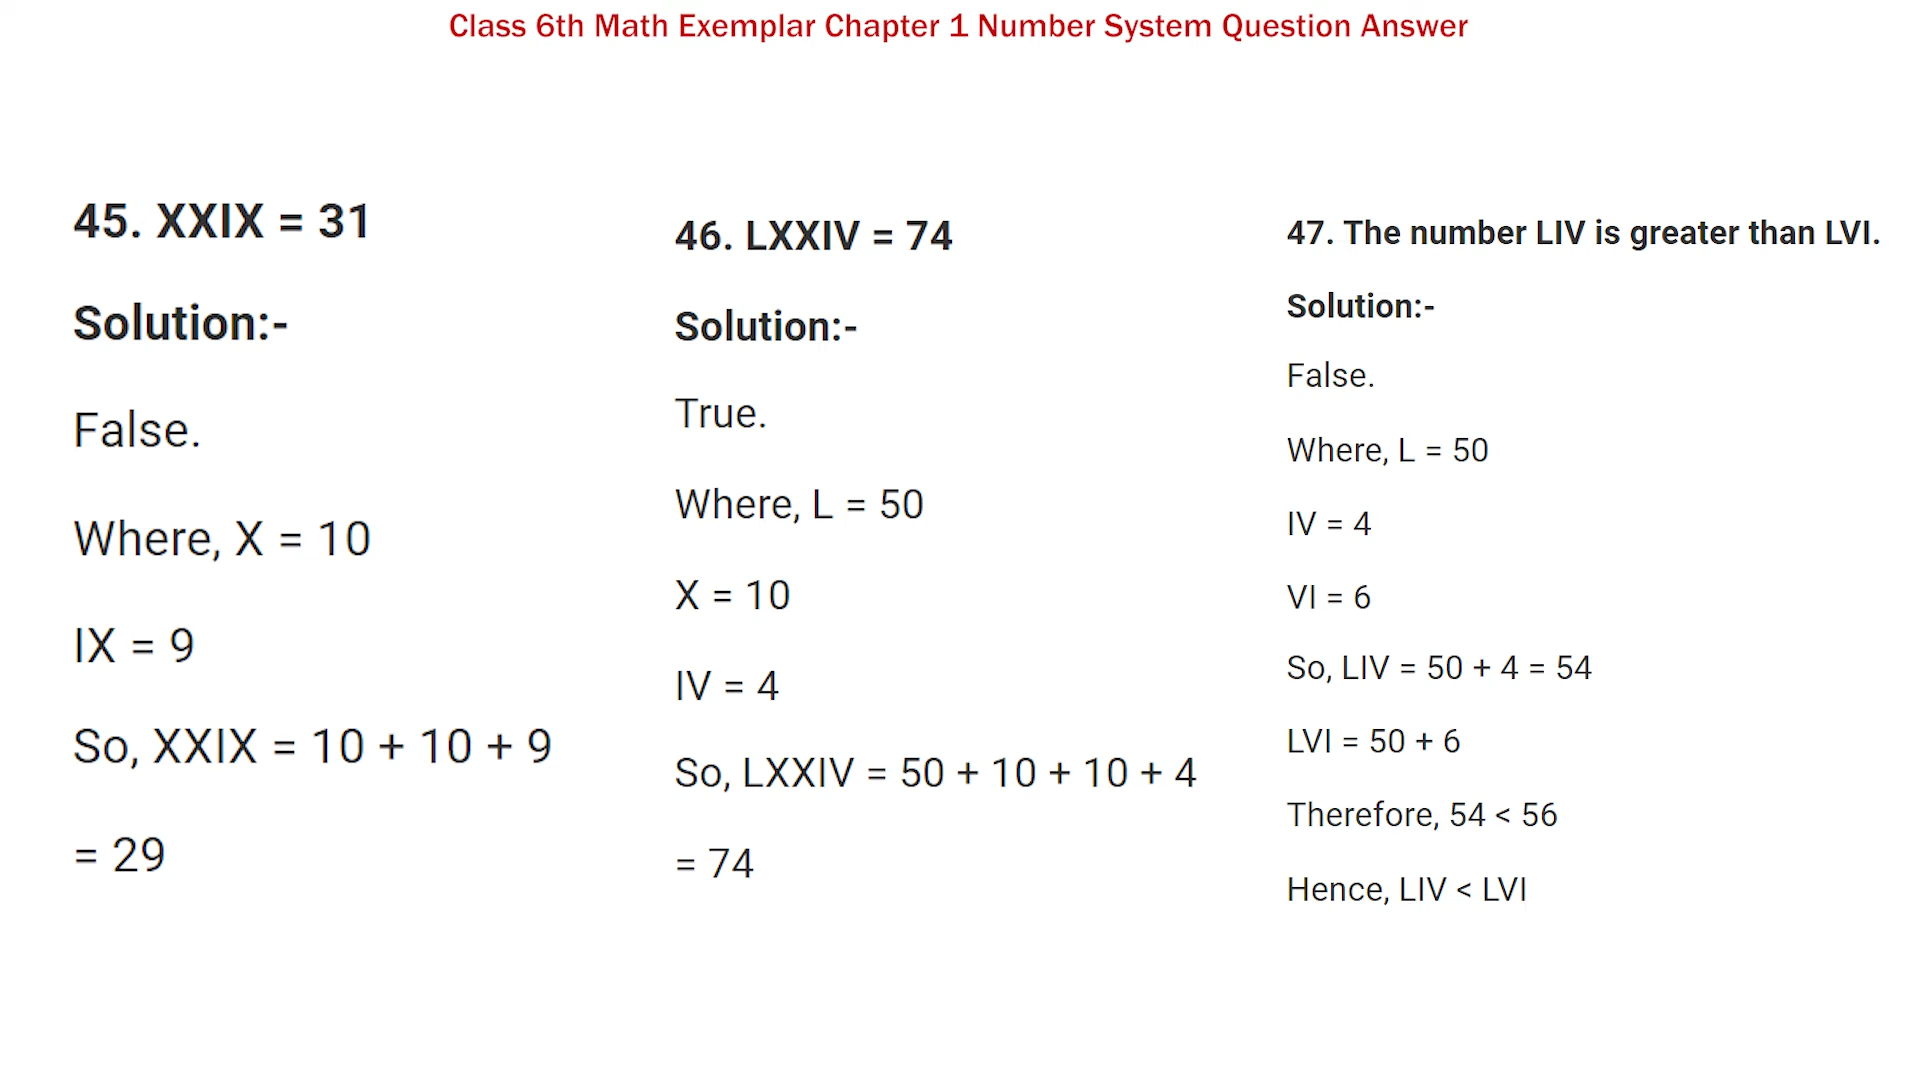 Class 6th Math Exemplar Chapter 1 Number System Question Answer
45. XXIX = 31
Solution:-
False.
Where, X = 10
IX = 9
So, XXIX = 10 + 10 + 9
= 29
46. LXXIV = 74
Solution:-
True.
Where, L = 50
X = 10
IV = 4
So, LXXIV = 50 + 10 + 10 + 4
= 74
47. The number LIV is greater than LVI.
Solution:-
False.
Where, L = 50
IV = 4
VI = 6
So, LIV = 50 + 4 = 54
LVI = 50 + 6
Therefore, 54 < 56
Hence, LIV < LVI